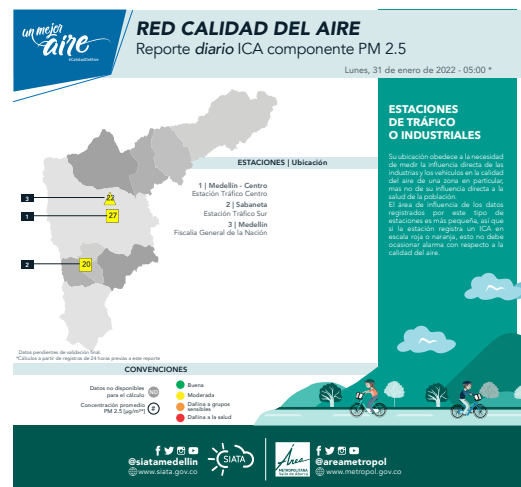 un mejor
aire
#CalidadDelAire
RED CALIDAD DEL AIRE
Reporte diario ICA componente PM 2.5
Lunes, 31 de enero de 2022 - 05:00 *
ESTACIONES
DE TRÁFICO
O INDUSTRIALES
Su ubicación obedece a la necesidad
de medir la influencia directa de las
industrias y los vehículos en la calidad
del aire de una zona en particular,
mas no de su influencia directa a la
salud de la población.
El área de influencia de los datos
registrados por este tipo de
estaciones es más pequeña, así que
si la estación registra un ICA en
escala roja o naranja, esto no debe
ocasionar alarma con respecto a la
calidad del aire.
ESTACIONES | Ubicación
1 | Medellín - Centro
Estación Tráfico Centro
2 | Sabaneta
Estación Tráfico Sur
3 | Medellín
Fiscalía General de la Nación
3
22
1
27
2
20
Datos pendientes de validación final.
*Cálculos a partir de registros de 24 horas previas a este reporte
CONVENCIONES
Datos no disponibles
para el cálculo
Concentración promedio
PM 2.5 [µg/m³]
#
Buena
Moderada
Dañina a grupos
sensibles
Dañina a la salud
@siatamedellin
www.siata.gov.co
SIATA
Área
METROPOLITANA
Valle de Aburrá
@areametropol
www.metropol.gov.co